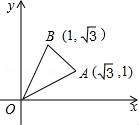 y
B (1, √3)
A (√3, 1)
O x